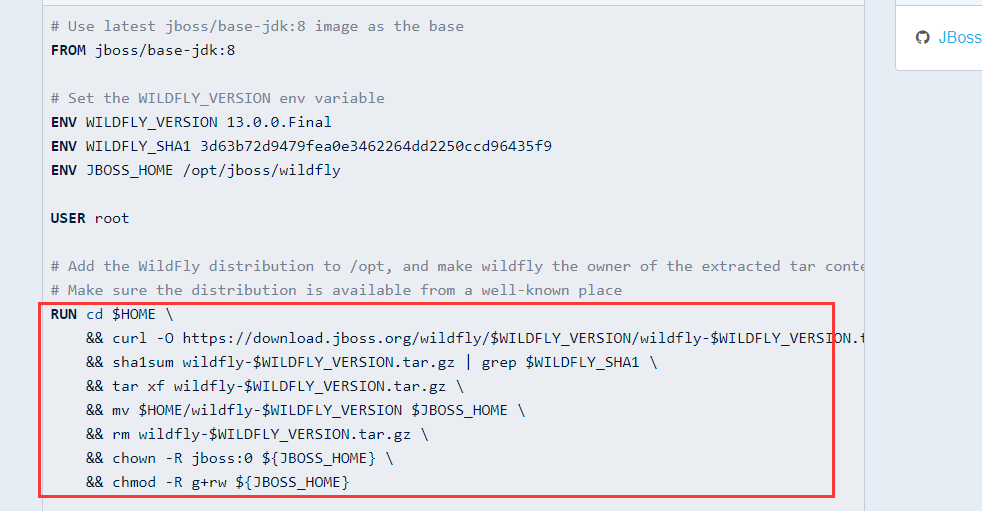 # Use latest jboss/base-jdk:8 image as the base
FROM jboss/base-jdk:8
# Set the WILDFLY_VERSION env variable
ENV WILDFLY_VERSION 13.0.0.Final
ENV WILDFLY_SHA1 3d63b72d9479fea0e3462264dd2250ccd96435f9
ENV JBOSS_HOME /opt/jboss/wildfly
USER root
# Add the WildFly distribution to /opt, and make wildfly the owner of the extracted tar conte
# Make sure the distribution is available from a well-known place
RUN cd $HOME \
&& curl -O https://download.jboss.org/wildfly/$WILDFLY_VERSION/wildfly-$WILDFLY_VERSION.t
&& sha1sum wildfly-$WILDFLY_VERSION.tar.gz | grep $WILDFLY_SHA1 \
&& tar xf wildfly-$WILDFLY_VERSION.tar.gz \
&& mv $HOME/wildfly-$WILDFLY_VERSION $JBOSS_HOME \
&& rm wildfly-$WILDFLY_VERSION.tar.gz \
&& chown -R jboss:0 ${JBOSS_HOME} \
&& chmod -R g+rw ${JBOSS_HOME}
JBoss